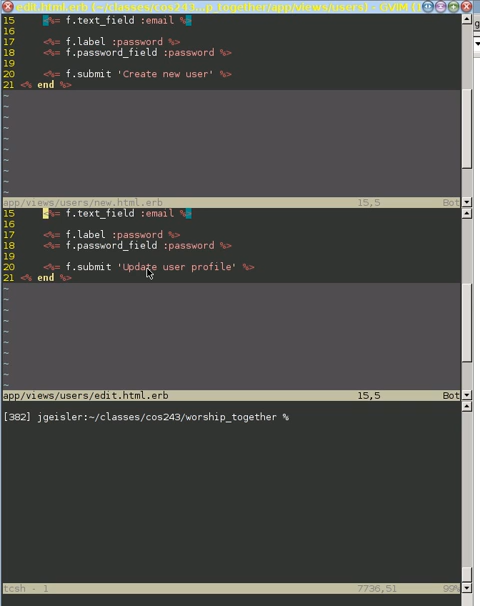 edit.html.erb (~/classes/cos243...p_together/app/views/users) - GVIM
15     <%= f.text_field :email %>
16
17     <%= f.label :password %>
18     <%= f.password_field :password %>
19
20     <%= f.submit 'Create new user' %>
21 <% end %>
~
~
~
~
~
~
~
~
~
~
app/views/users/new.html.erb 15,5 Bot
15     <%= f.text_field :email %>
16
17     <%= f.label :password %>
18     <%= f.password_field :password %>
19
20     <%= f.submit 'Update user profile' %>
21 <% end %>
~
~
~
~
~
~
~
~
~
~
app/views/users/edit.html.erb 15,5 Bot
[382] jgeisler:~/classes/cos243/worship_together %
tcsh - 1 7736,51 99%